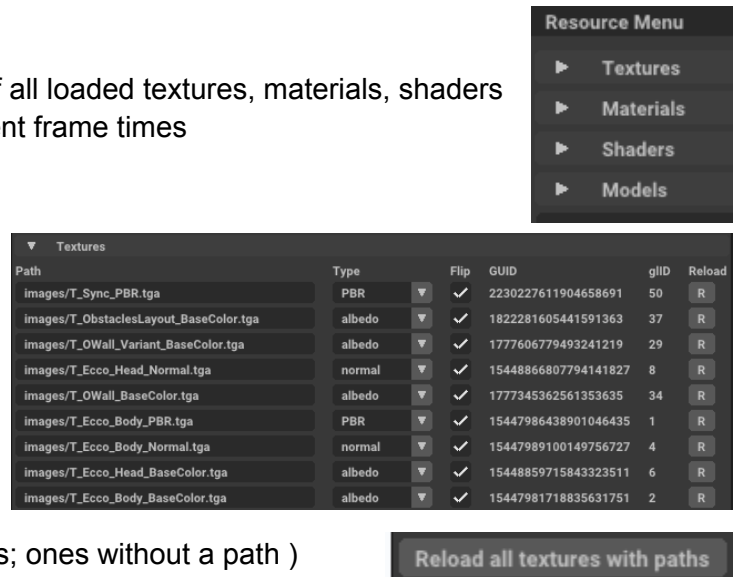 Resource Menu
Textures
Materials
Shaders
Models
all loaded textures, materials, shaders
ent frame times
Textures
Path Type Flip GUID glID Reload
images/T_Sync_PBR.tga PBR 2230227611904658691 50 R
images/T_ObstaclesLayout_BaseColor.tga albedo 1822281605441591363 37 R
images/T_OWall_Variant_BaseColor.tga albedo 1777606779493241219 29 R
images/T_Ecco_Head_Normal.tga normal 15448866807794141827 8 R
images/T_OWall_BaseColor.tga albedo 1777345362561353635 34 R
images/T_Ecco_Body_PBR.tga PBR 15447986438901046435 1 R
images/T_Ecco_Body_Normal.tga normal 15447989100149756727 4 R
images/T_Ecco_Head_BaseColor.tga albedo 15448859715843323511 6 R
images/T_Ecco_Body_BaseColor.tga albedo 15447981718835631751 2 R
s; ones without a path )
Reload all textures with paths